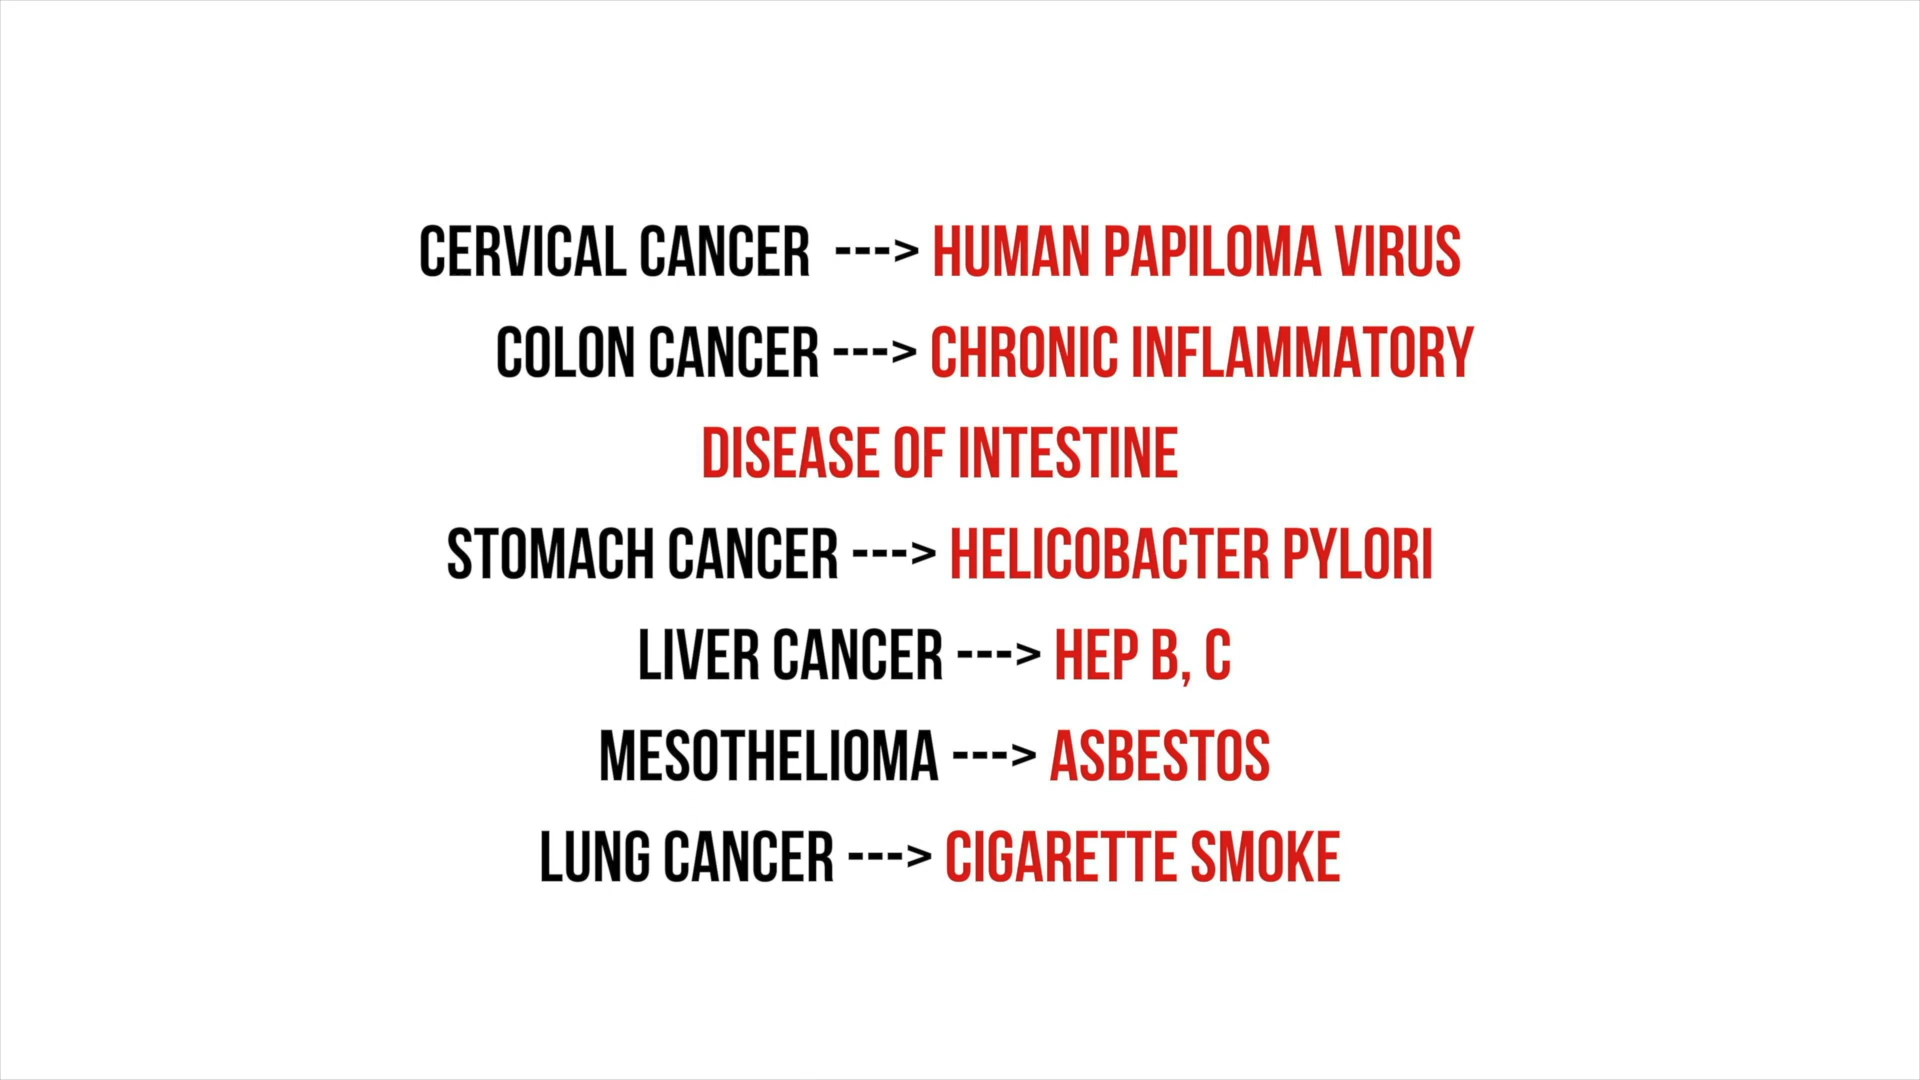 CERVICAL CANCER ---> HUMAN PAPILOMA VIRUS
COLON CANCER ---> CHRONIC INFLAMMATORY
DISEASE OF INTESTINE
STOMACH CANCER ---> HELICOBACTER PYLORI
LIVER CANCER ---> HEP B, C
MESOTHELIOMA ---> ASBESTOS
LUNG CANCER ---> CIGARETTE SMOKE